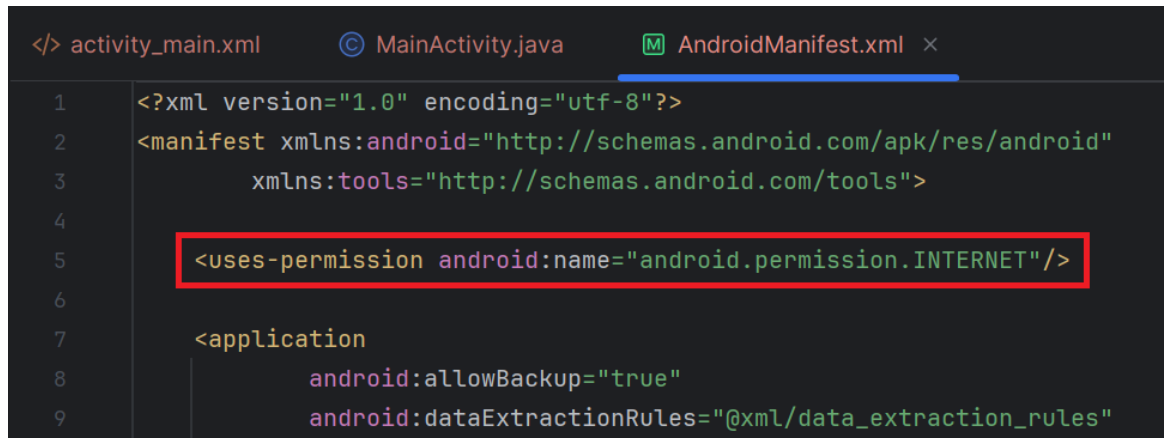 </> activity_main.xml © MainActivity.java M AndroidManifest.xml ×
1 <?xml version="1.0" encoding="utf-8"?>
2 <manifest xmlns:android="http://schemas.android.com/apk/res/android"
3 xmlns:tools="http://schemas.android.com/tools">
4
5 <uses-permission android:name="android.permission.INTERNET"/>
6
7 <application
8 android:allowBackup="true"
9 android:dataExtractionRules="@xml/data_extraction_rules"